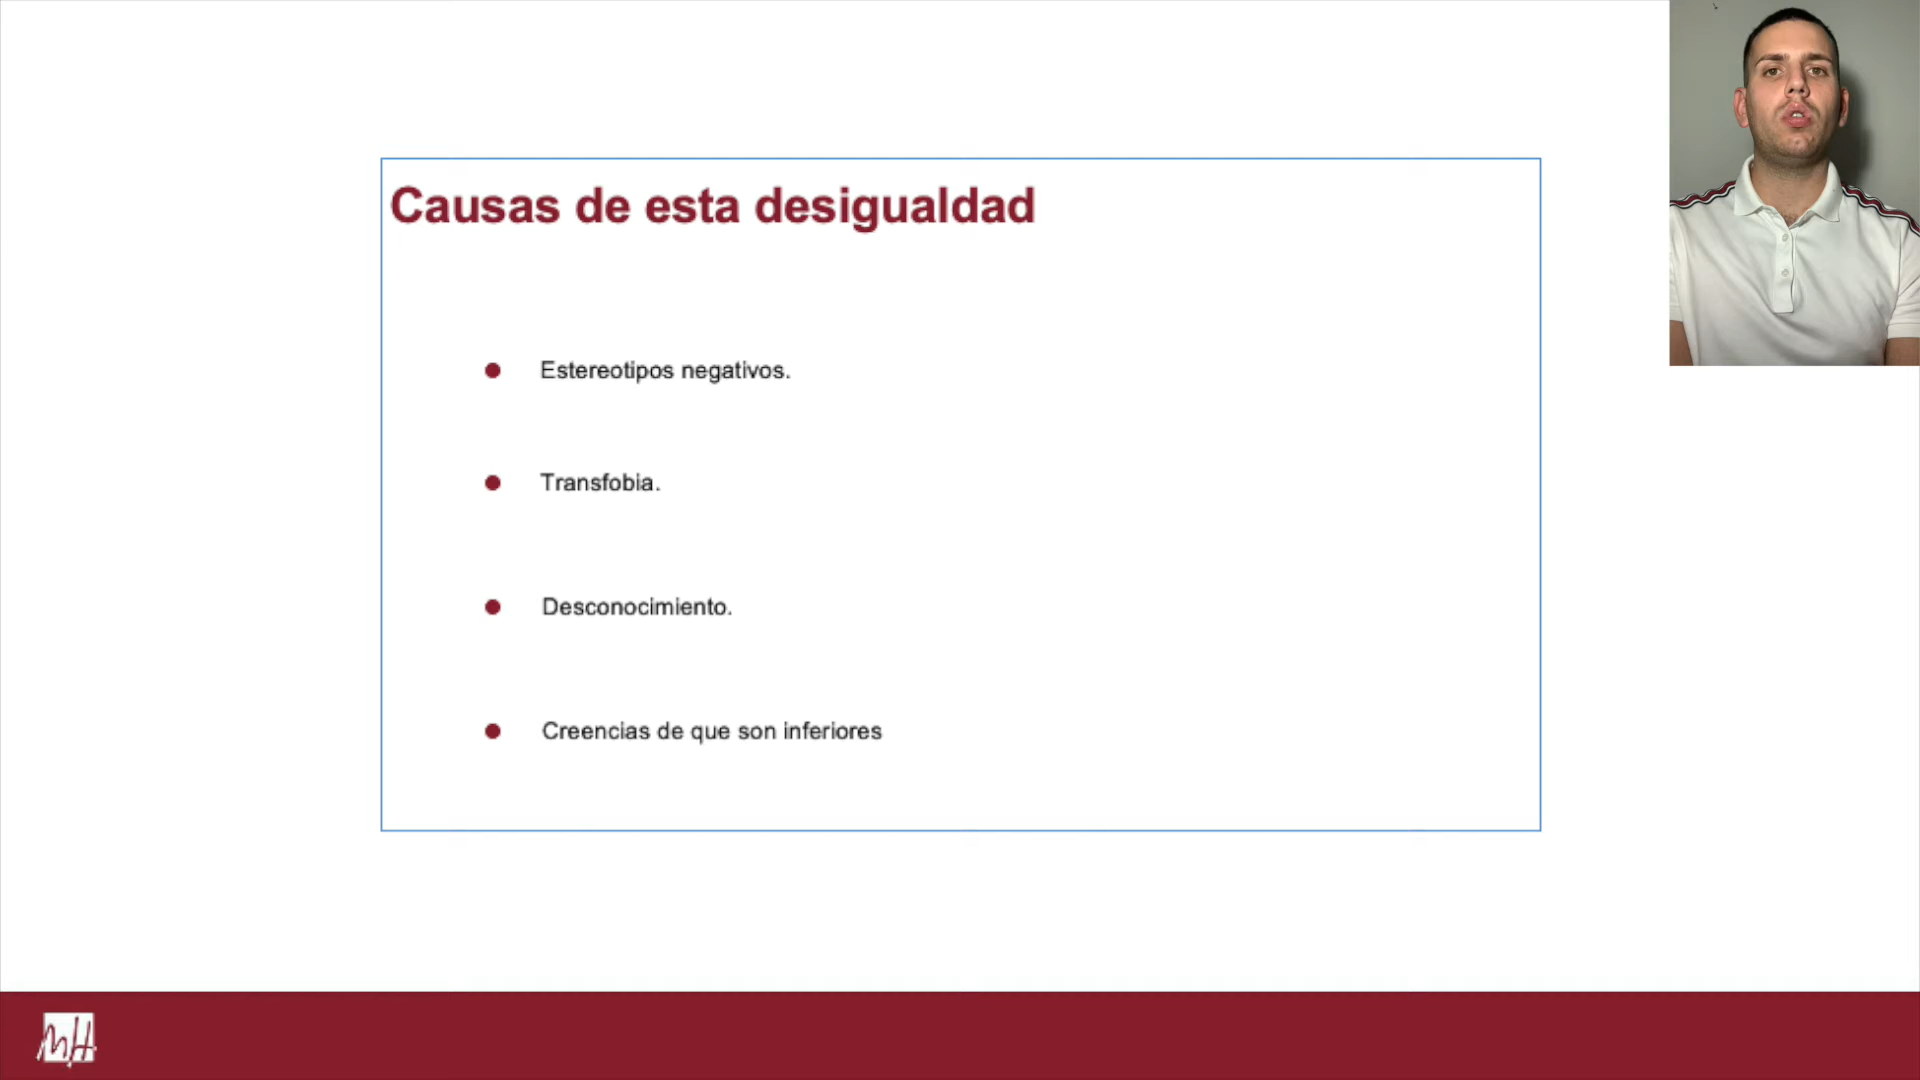 Causas de esta desigualdad
Estereotipos negativos.
Transfobia.
Desconocimiento.
Creencias de que son inferiores